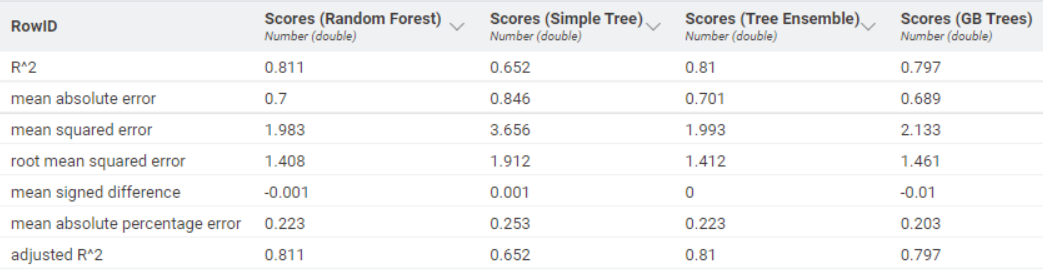 RowID Scores (Random Forest) Scores (Simple Tree) Scores (Tree Ensemble) Scores (GB Trees)
Number (double) Number (double) Number (double) Number (double)
R^2 0.811 0.652 0.81 0.797
mean absolute error 0.7 0.846 0.701 0.689
mean squared error 1.983 3.656 1.993 2.133
root mean squared error 1.408 1.912 1.412 1.461
mean signed difference -0.001 0.001 0 -0.01
mean absolute percentage error 0.223 0.253 0.223 0.203
adjusted R^2 0.811 0.652 0.81 0.797